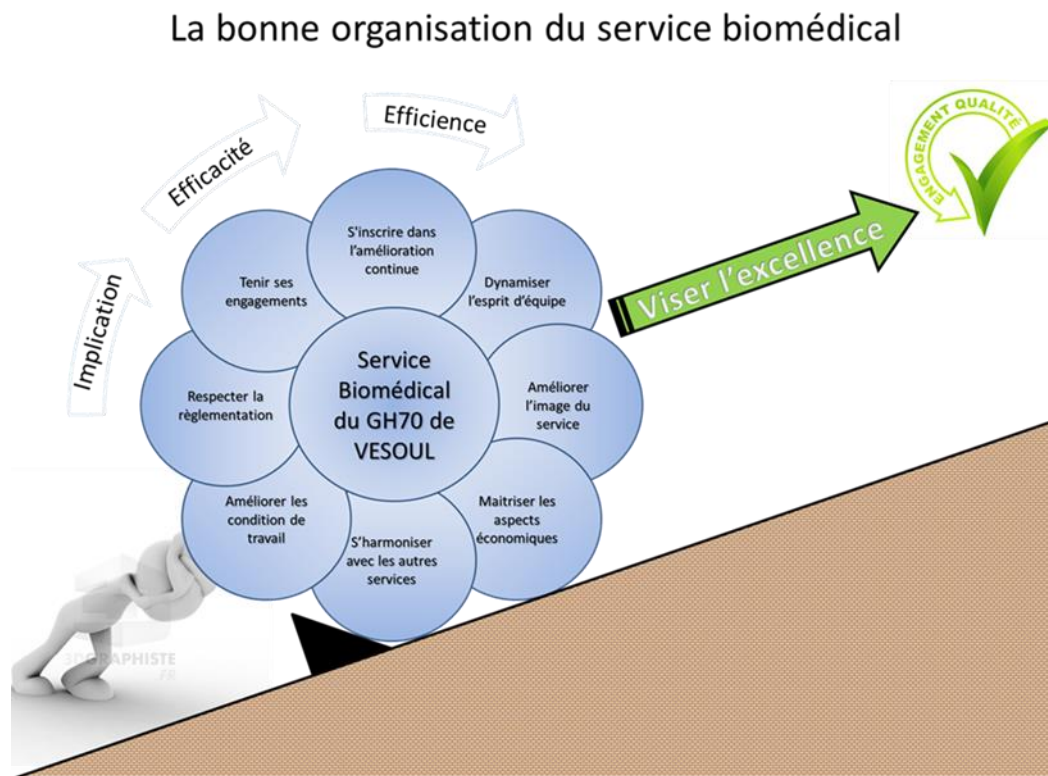 La bonne organisation du service biomédical
Implication
Efficacité
Efficience
ENGAGEMENT QUALITÉ
Viser l'excellence
S'inscrire dans
l'amélioration
continue
Dynamiser
l'esprit d'équipe
Améliorer
l'image du
service
Maitriser les
aspects
économiques
S'harmoniser
avec les autres
services
Améliorer les
condition de
travail
Respecter la
règlementation
Tenir ses
engagements
Service
Biomédical
du GH70 de
VESOUL
3DGRAPHISTE
.FR